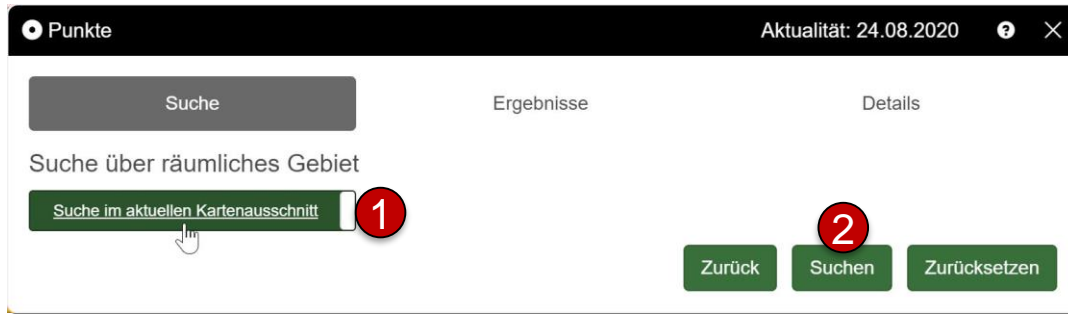 Punkte Aktualität: 24.08.2020 ?
Suche Ergebnisse Details
Suche über räumliches Gebiet
Suche im aktuellen Kartenausschnitt 1
2
Zurück Suchen Zurücksetzen